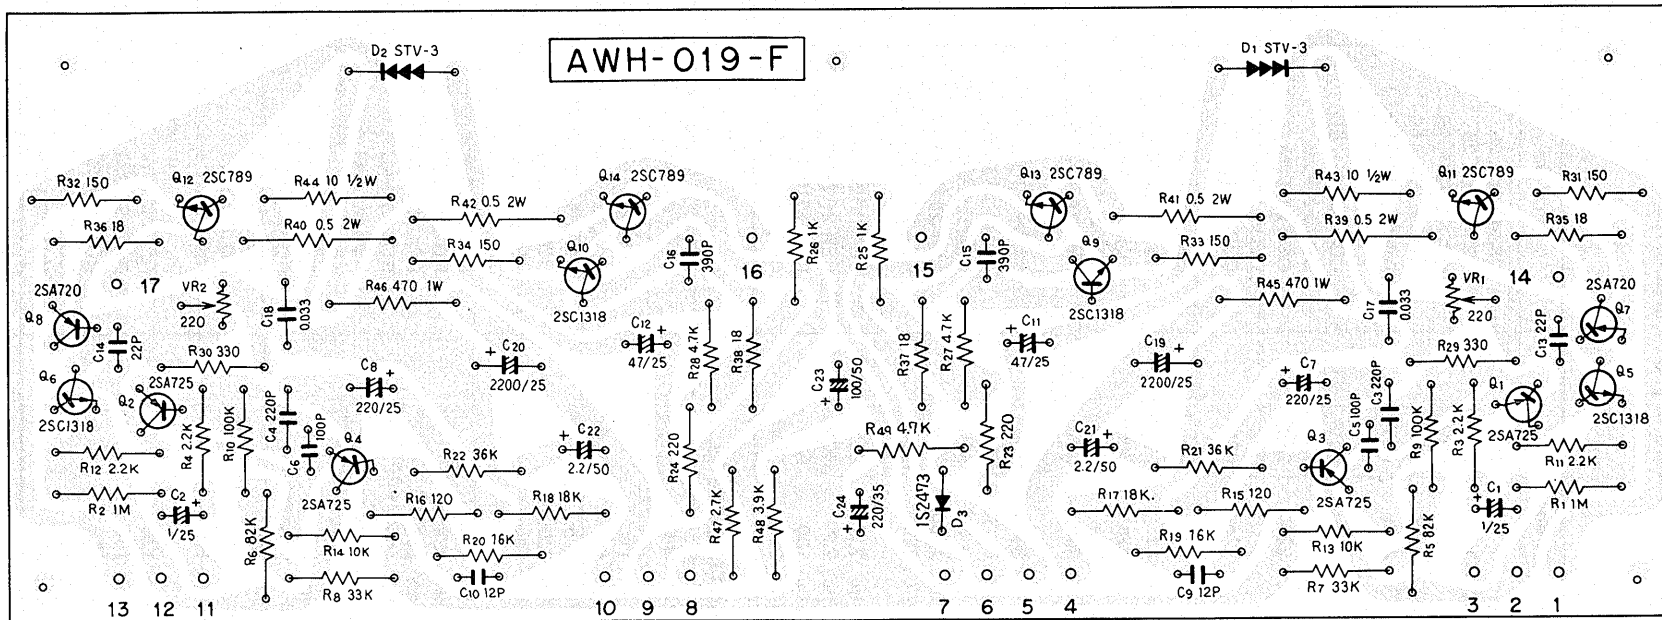 D2 STV-3
AWH-019-F
D1 STV-3
R32 150
Q12 2SC789
R44 10 ½W
Q14 2SC789
Q13 2SC789
R43 10 ½W
Q11 2SC789
R31 150
R36 18
R40 0.5 2W
R42 0.5 2W
R34 150
Q10
C16 390P
16
R26 1K
R25 1K
15
C15 390P
Q9
R41 0.5 2W
R33 150
R39 0.5 2W
R35 18
17
VR2
220
C18 0.033
R46 470 1W
2SC1318
2SC1318
R45 470 1W
C17 0.033
VR1
220
14
2SA720
Q8
C14 22P
R30 330
C20
2200/25
C12
47/25
R28 4.7K
R38 18
C23 100/50
R37 18
R27 4.7K
C11
47/25
C19
2200/25
C7
220/25
R29 330
C13 22P
2SA720
Q7
Q6
2SC1318
2SA725
Q2
C8
220/25
C3 220P
Q1
2SA725
Q5
2SC1318
R12 2.2K
R4 2.2K
R10 100K
C4 220P
C6 100P
Q4
2SA725
R22 36K
C22
2.2/50
R24 220
R49 4.7K
R23 220
C21
2.2/50
R21 36K
Q3
2SA725
C5 100P
R9 100K
R3 2.2K
R11 2.2K
R2 1M
C2
1/25
R6 82K
R16 120
R18 18K
R47 2.7K
R48 3.9K
C24 220/35
1S2473
D3
R17 18K
R15 120
C1
1/25
R1 1M
R14 10K
R20 16K
R19 16K
R13 10K
R5 82K
R8 33K
C10 12P
C9 12P
R7 33K
13 12 11 10 9 8 7 6 5 4 3 2 1